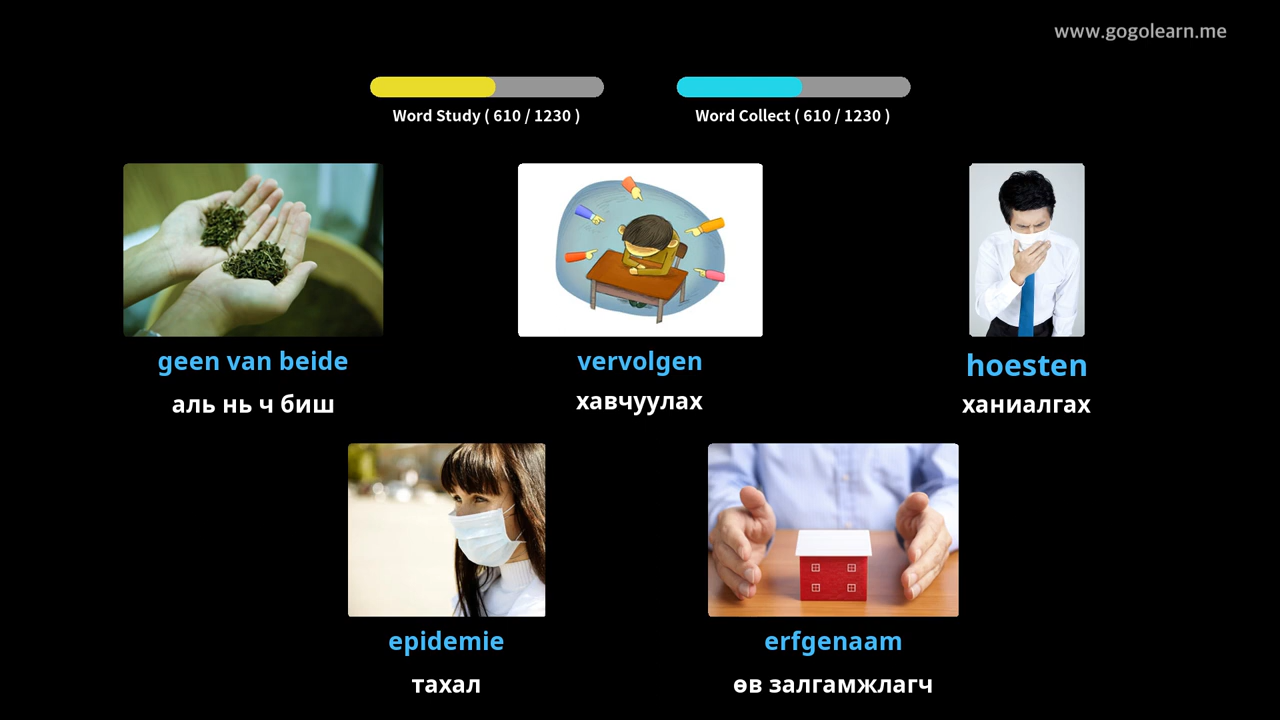 www.gogolearn.me
Word Study ( 610 / 1230 )
Word Collect ( 610 / 1230 )
geen van beide
vervolgen
hoesten
аль нь ч биш
хавчуулах
ханиалгах
epidemie
erfgenaam
тахал
өв залгамжлагч